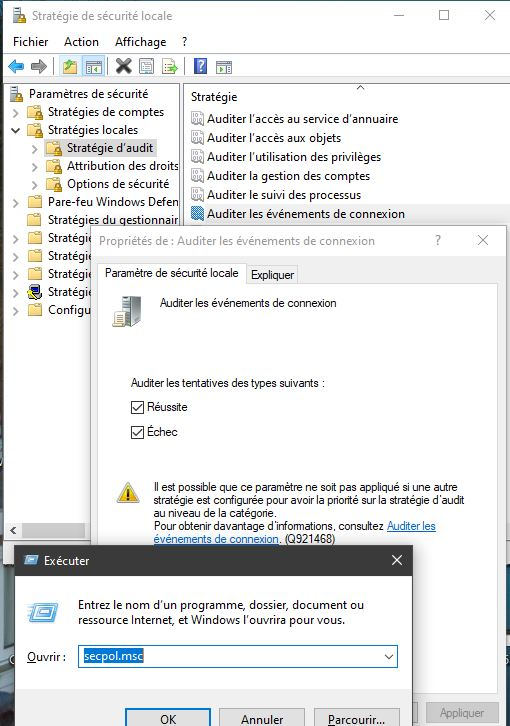 Stratégie de sécurité locale
Fichier Action Affichage ?
Paramètres de sécurité
Stratégies de comptes
Stratégies locales
Stratégie d'audit
Attribution des droits
Options de sécurité
Pare-feu Windows Defen
Stratégies du gestionnair
Stratégi
Stratégi
Stratégi
Stratégi
Configu
Stratégie
Auditer l'accès au service d'annuaire
Auditer l'accès aux objets
Auditer l'utilisation des privilèges
Auditer la gestion des comptes
Auditer le suivi des processus
Auditer les événements de connexion
Propriétés de : Auditer les événements de connexion
Paramètre de sécurité locale Expliquer
Auditer les événements de connexion
Auditer les tentatives des types suivants :
Réussite
Échec
Il est possible que ce paramètre ne soit pas appliqué si une autre
stratégie est configurée pour avoir la priorité sur la stratégie d'audit
au niveau de la catégorie.
Pour obtenir davantage d'informations, consultez Auditer les
événements de connexion. (Q921468)
Exécuter
Entrez le nom d'un programme, dossier, document ou
ressource Internet, et Windows l'ouvrira pour vous.
Ouvrir : secpol.msc
OK Annuler Parcourir...
Appliquer